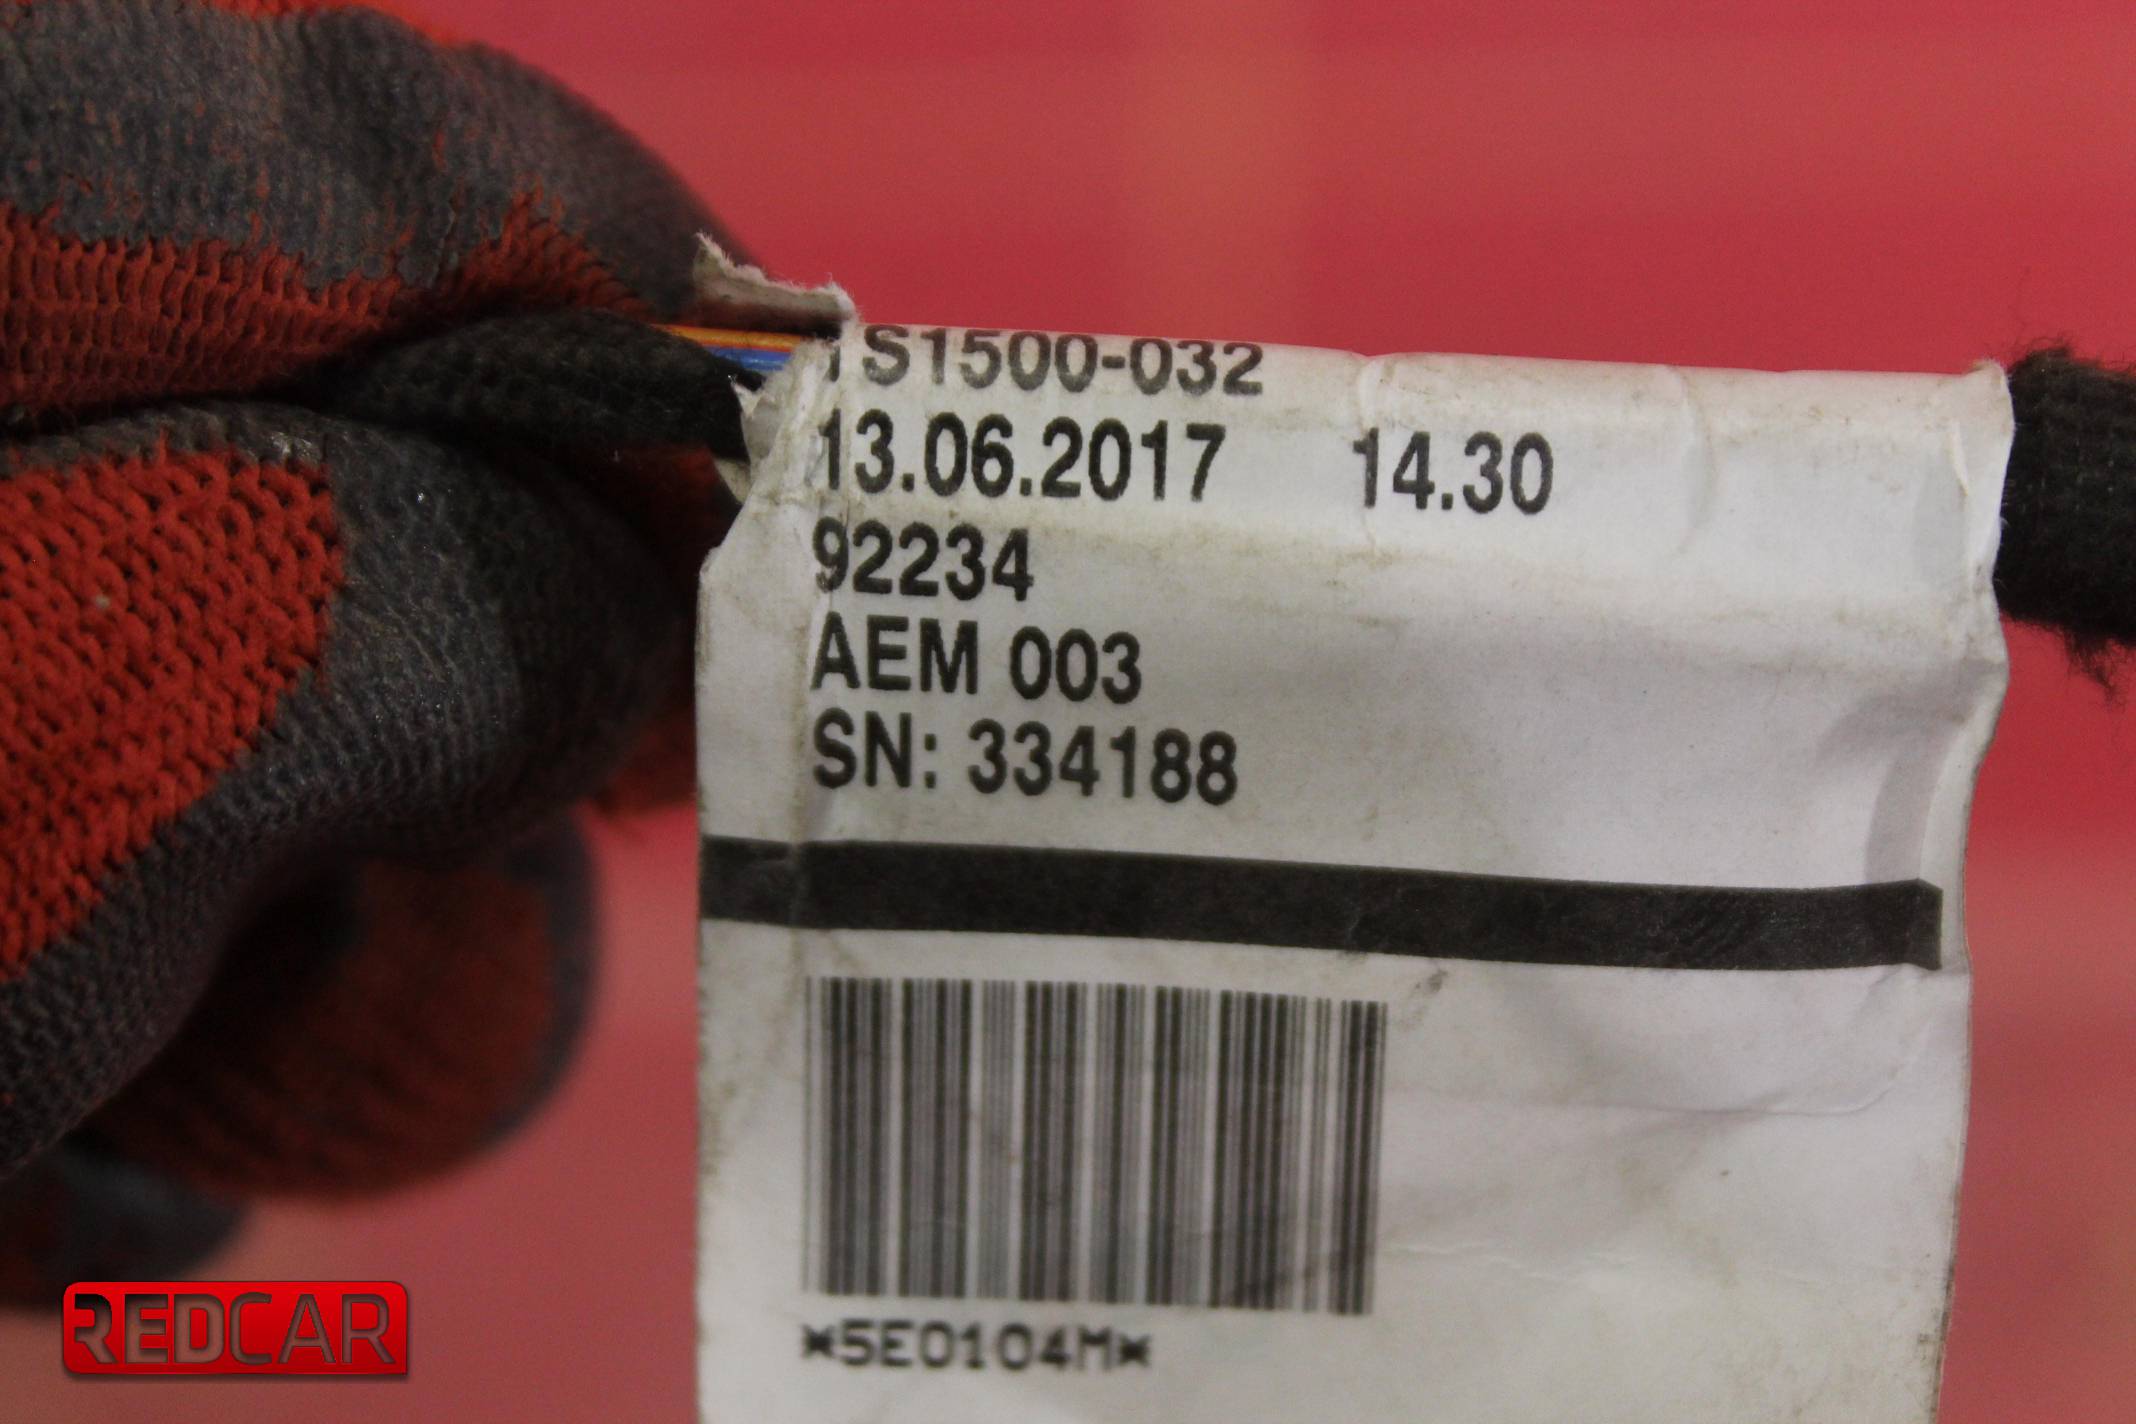 TS1500-032
13.06.2017 14.30
92234
AEM 003
SN: 334188
*5E0104M*
REDCAR